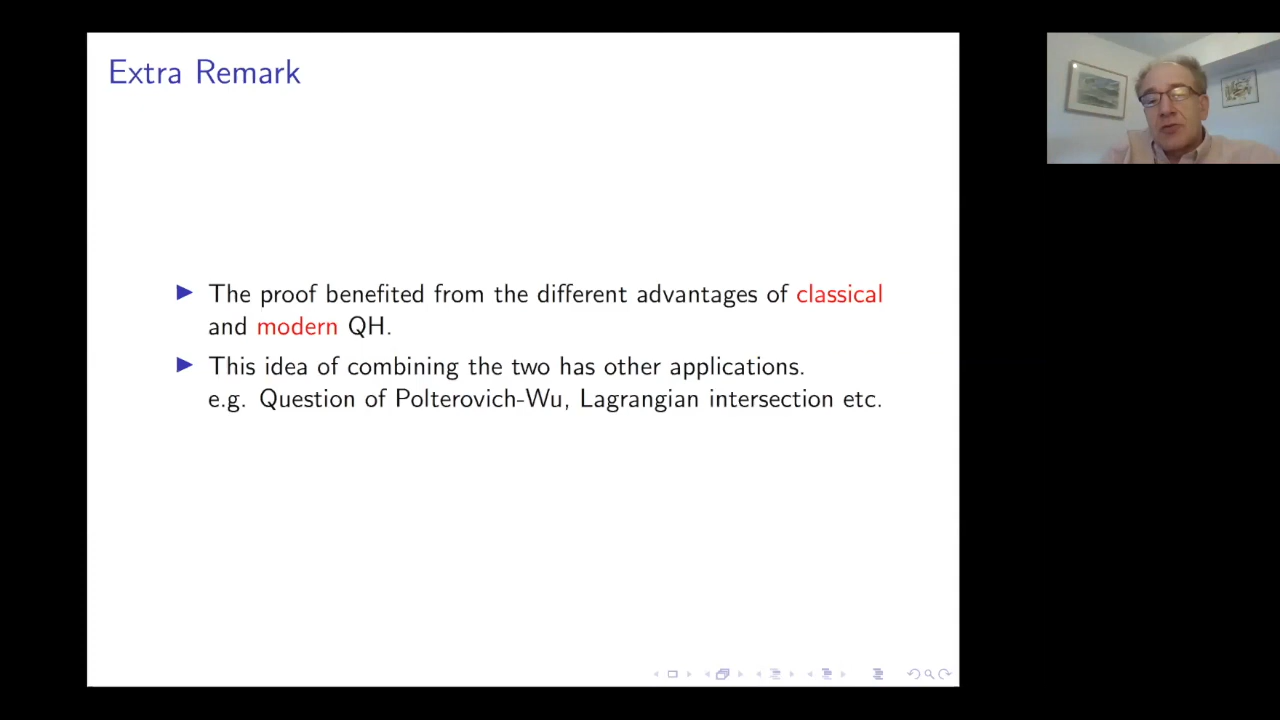 Extra Remark
The proof benefited from the different advantages of classical
and modern QH.
This idea of combining the two has other applications.
e.g. Question of Polterovich-Wu, Lagrangian intersection etc.